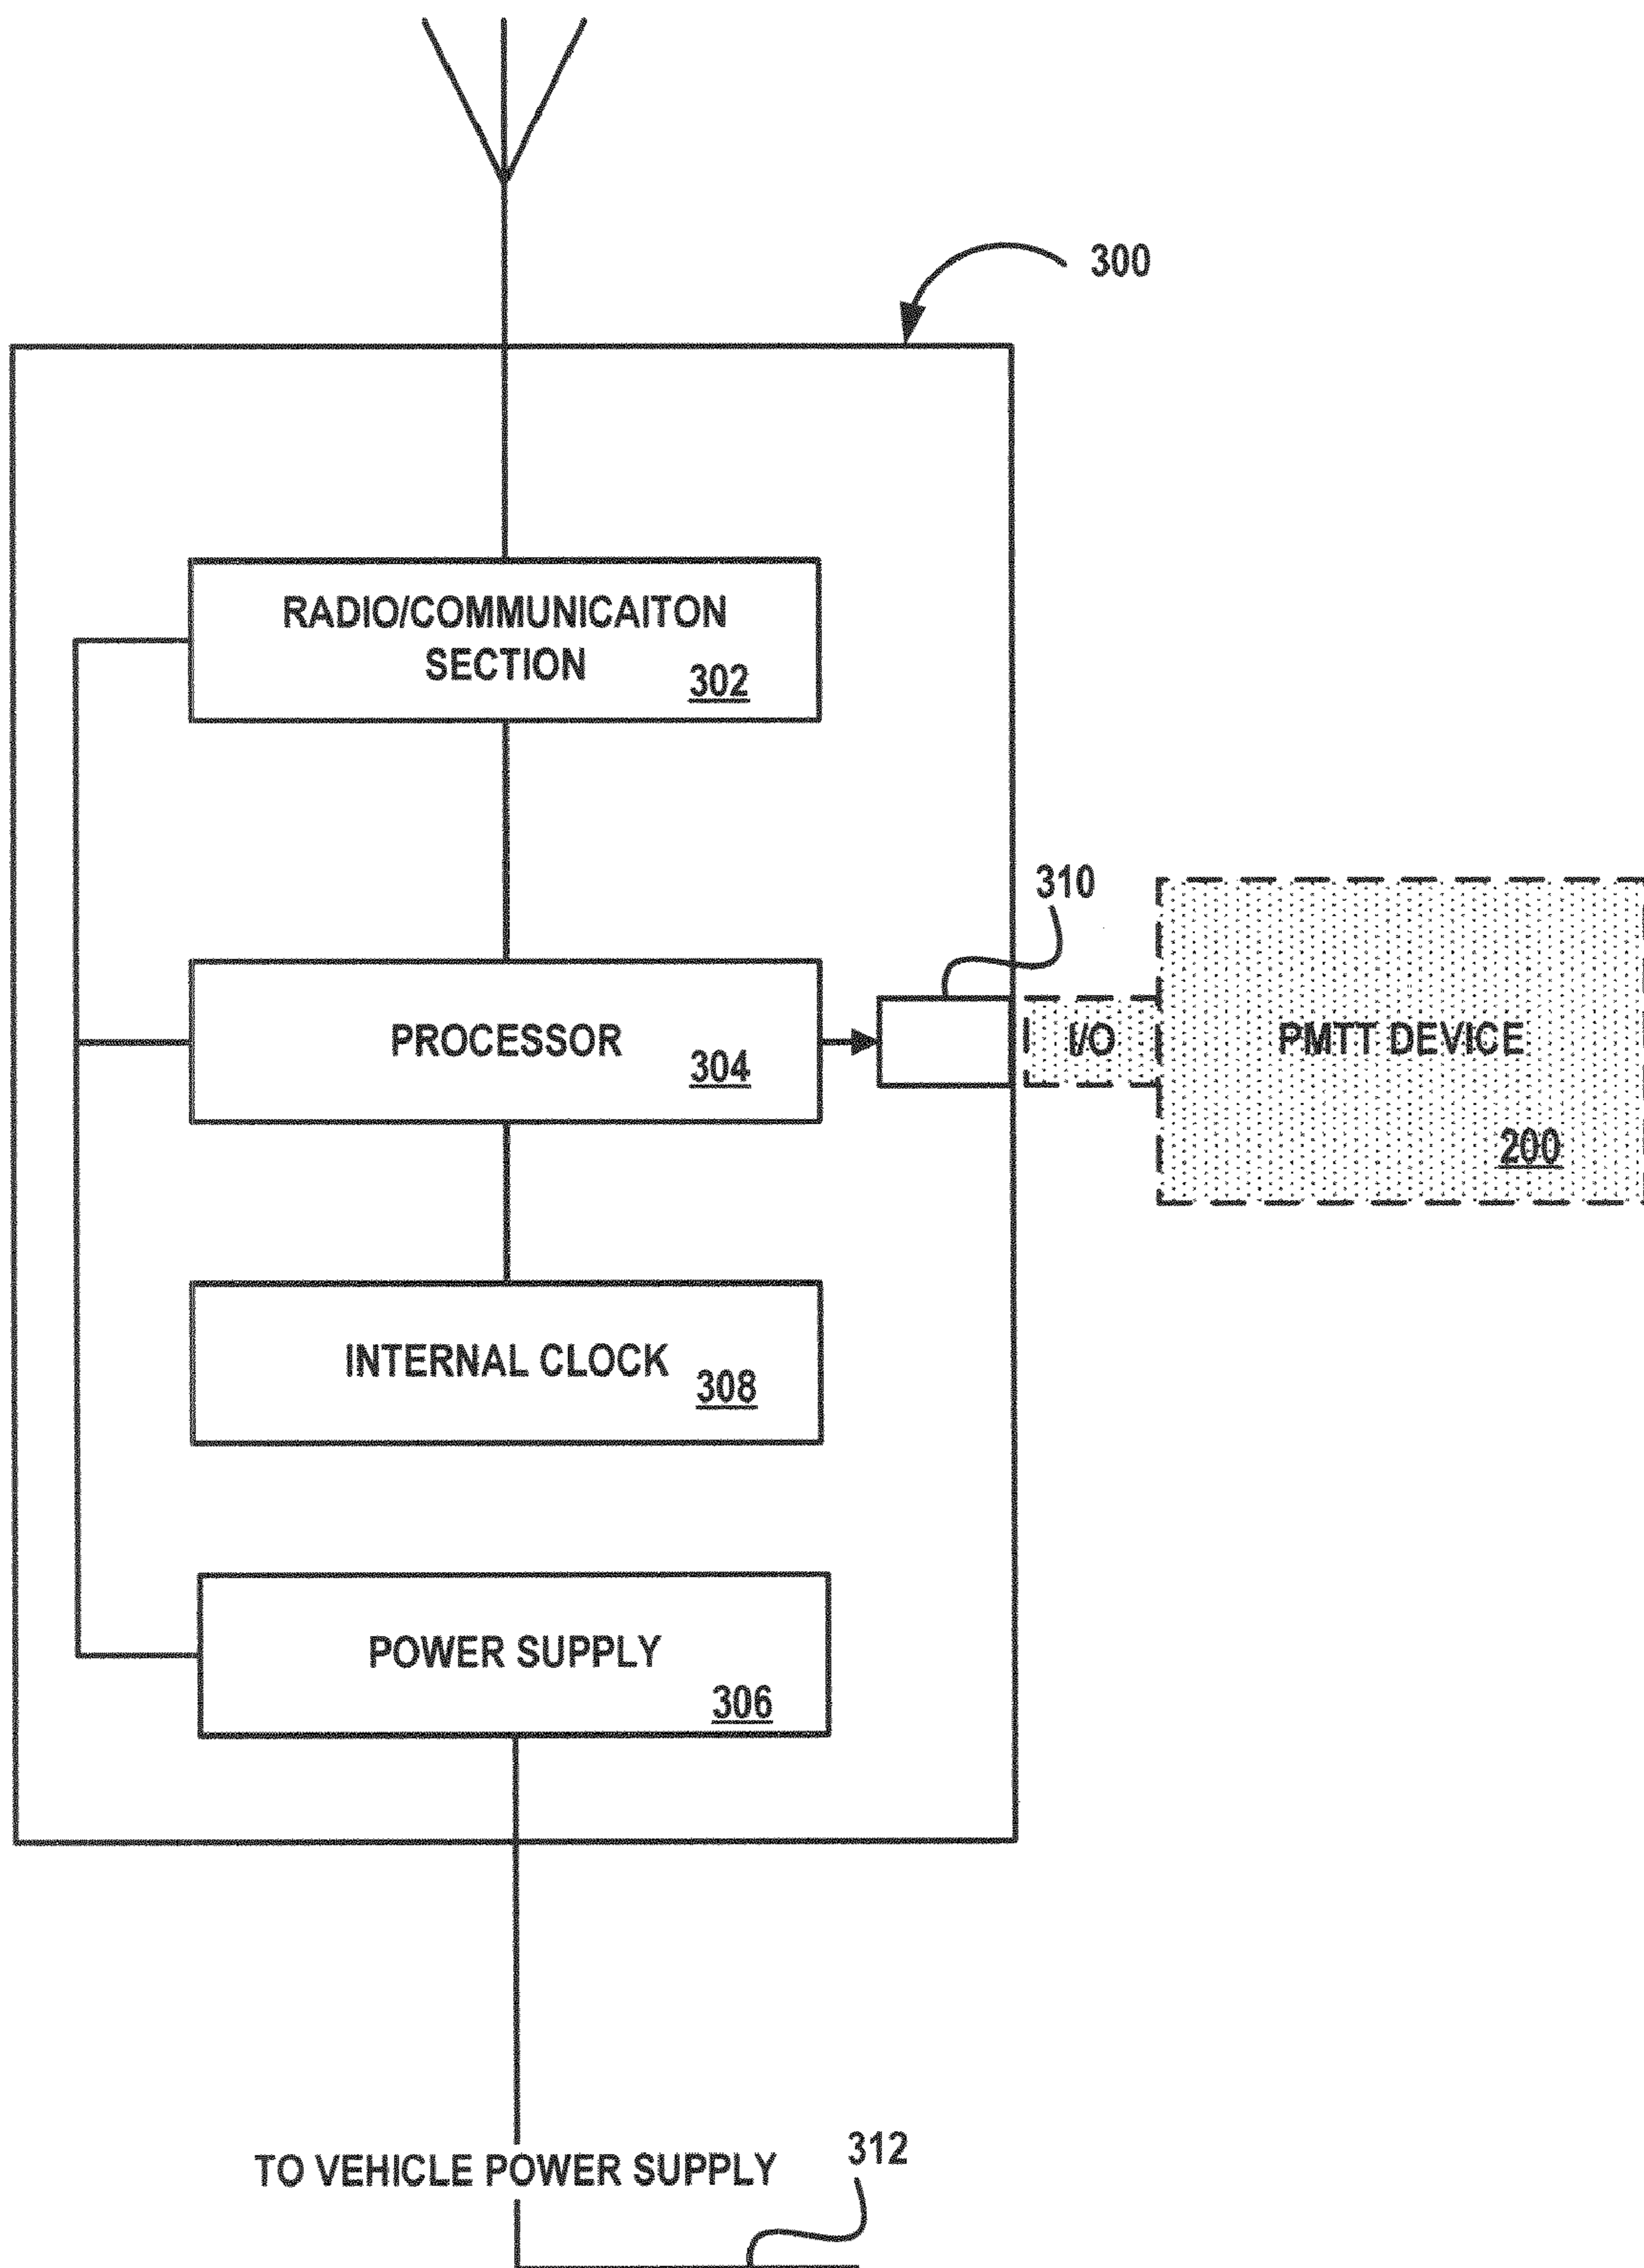 300
RADIO/COMMUNICAITON
SECTION
302
310
PROCESSOR
304
I/O
PMTT DEVICE
200
INTERNAL CLOCK
308
POWER SUPPLY
306
TO VEHICLE POWER SUPPLY
312